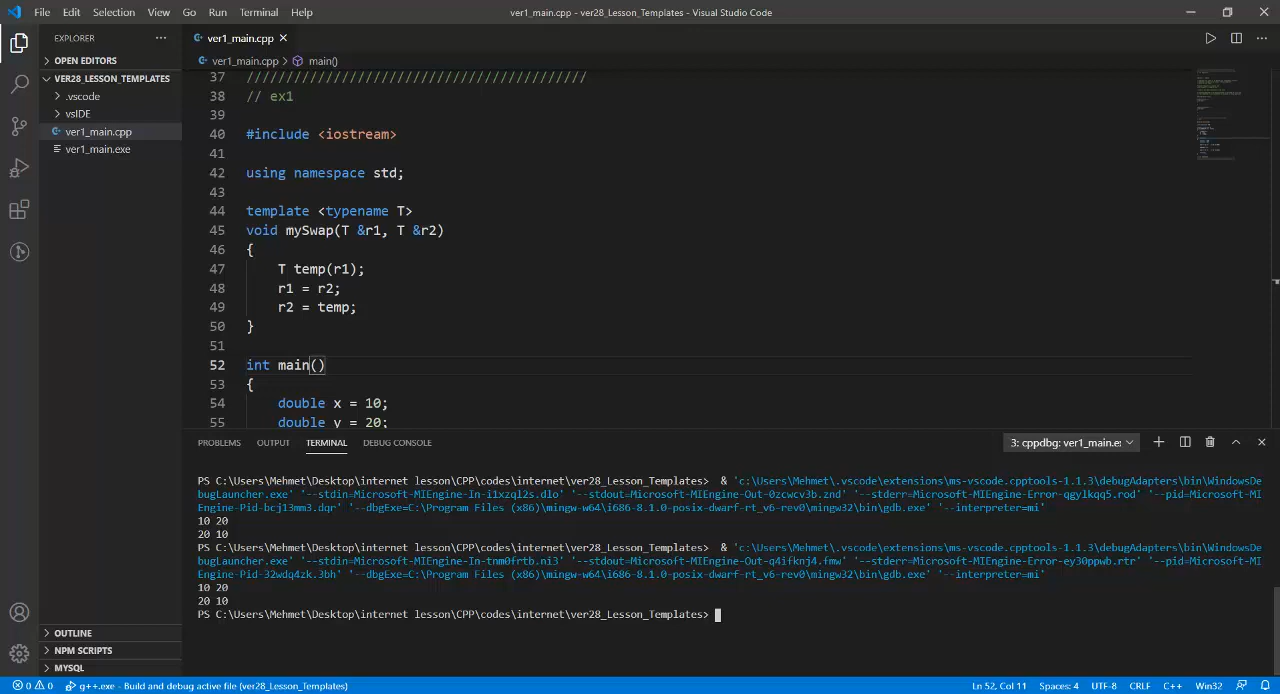 File Edit Selection View Go Run Terminal Help ver1_main.cpp - ver28_Lesson_Templates - Visual Studio Code
EXPLORER
OPEN EDITORS
VER28_LESSON_TEMPLATES
.vscode
vsIDE
ver1_main.cpp
ver1_main.exe
OUTLINE
NPM SCRIPTS
MYSQL
ver1_main.cpp
ver1_main.cpp > main()
37 ///////////////////////////////////////////
38 // ex1
39
40 #include <iostream>
41
42 using namespace std;
43
44 template <typename T>
45 void mySwap(T &r1, T &r2)
46 {
47 T temp(r1);
48 r1 = r2;
49 r2 = temp;
50 }
51
52 int main()
53 {
54 double x = 10;
55 double y = 20;
PROBLEMS OUTPUT TERMINAL DEBUG CONSOLE 3: cppdbg: ver1_main.e
PS C:\Users\Mehmet\Desktop\internet lesson\CPP\codes\internet\ver28_Lesson_Templates> & 'c:\Users\Mehmet\.vscode\extensions\ms-vscode.cpptools-1.1.3\debugAdapters\bin\WindowsDe
bugLauncher.exe' '--stdin=Microsoft-MIEngine-In-i1xzql2s.dlo' '--stdout=Microsoft-MIEngine-Out-0zcwcv3b.znd' '--stderr=Microsoft-MIEngine-Error-qgylkqq5.rod' '--pid=Microsoft-MI
Engine-Pid-bcj13mm3.dqr' '--dbgExe=C:\Program Files (x86)\mingw-w64\i686-8.1.0-posix-dwarf-rt_v6-rev0\mingw32\bin\gdb.exe' '--interpreter=mi'
10 20
20 10
PS C:\Users\Mehmet\Desktop\internet lesson\CPP\codes\internet\ver28_Lesson_Templates> & 'c:\Users\Mehmet\.vscode\extensions\ms-vscode.cpptools-1.1.3\debugAdapters\bin\WindowsDe
bugLauncher.exe' '--stdin=Microsoft-MIEngine-In-tnm0frtb.ni3' '--stdout=Microsoft-MIEngine-Out-q4ifknj4.fmw' '--stderr=Microsoft-MIEngine-Error-ey30ppwb.rtr' '--pid=Microsoft-MI
Engine-Pid-32wdq4zk.3bh' '--dbgExe=C:\Program Files (x86)\mingw-w64\i686-8.1.0-posix-dwarf-rt_v6-rev0\mingw32\bin\gdb.exe' '--interpreter=mi'
10 20
20 10
PS C:\Users\Mehmet\Desktop\internet lesson\CPP\codes\internet\ver28_Lesson_Templates>
0 0 g++.exe - Build and debug active file (ver28_Lesson_Templates) Ln 52, Col 11 Spaces: 4 UTF-8 CRLF C++ Win32